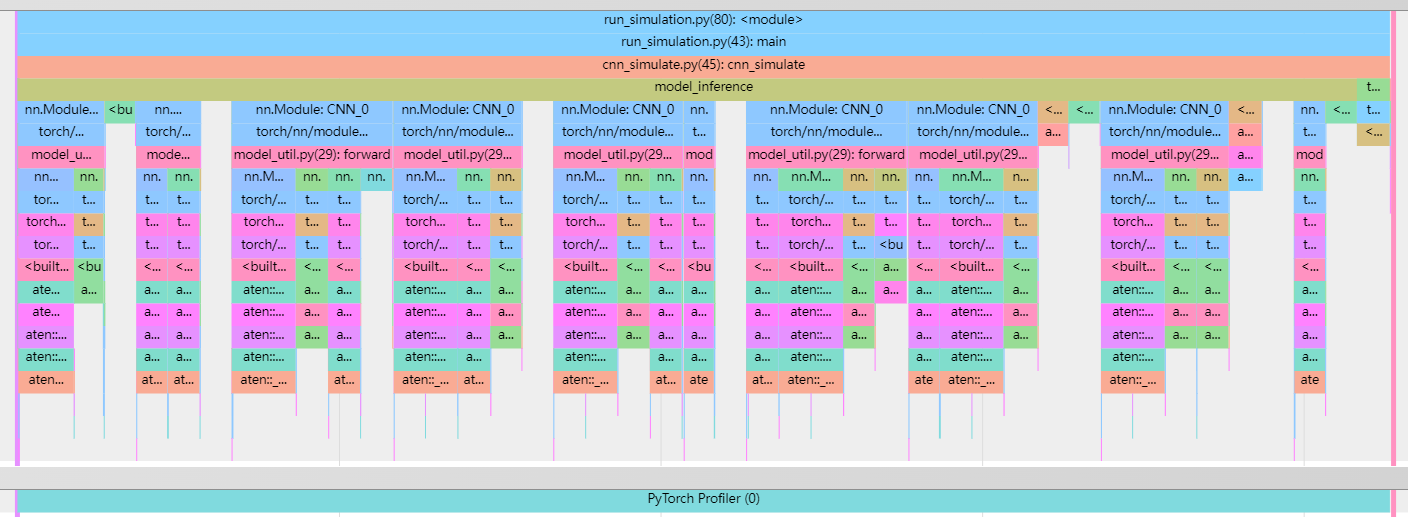 run_simulation.py(80): <module>
run_simulation.py(43): main
cnn_simulate.py(45): cnn_simulate
model_inference t...
nn.Module... <bu nn.... nn.Module: CNN_0 nn.Module: CNN_0 nn.Module: CNN_0 nn. nn.Module: CNN_0 nn.Module: CNN_0 <... <... nn.Module: CNN_0 <... nn. <... t...
torch/... torch/... torch/nn/module... torch/nn/module... torch/nn/module... t... torch/nn/module... torch/nn/module... a... torch/nn/module... a... t... <...
model_u... mode... model_util.py(29): forward model_util.py(29... model_util.py(29... mod model_util.py(29): forward model_util.py(29... model_util.py(29... a... mod
nn... nn. nn. nn. nn.M... nn. nn. nn. nn.M... nn. nn. nn.M... nn. nn. nn. nn. nn.M... nn. nn. nn. nn.M... nn. nn.M... nn. nn. a... nn.
tor... t... t... t... torch/... t... t... torch/... t... t... torch/... t... t... t... t... torch/... t... t... t... torch/... t... torch/... t... t... t...
torch... t... t... t... torch... t... t... torch... t... t... torch... t... t... t... t... torch... t... t... t... torch... t... torch... t... t... t...
tor... t... t... t... torch/... t... t... torch/... t... t... torch/... t... t... t... t... torch/... t... <bu t... torch/... t... torch/... t... t... t...
<built... <bu <... <... <built... <... <... <built... <... <... <built... <... <... <bu <... <built... <... a... <... <built... <... <built... <... <... <...
ate... a... a... a... aten::... a... a... aten::... a... a... aten::... a... a... a... a... aten::... a... a... a... aten::... a... aten::... a... a... a...
ate... a... a... aten::... a... a... aten::... a... a... aten::... a... a... a... a... aten::... a... a... aten::... a... aten::... a... a... a...
aten::... a... a... aten::... a... a... aten::... a... a... aten::... a... a... a... a... aten::... a... a... aten::... a... aten::... a... a... a...
aten::... a... a... aten::... a... aten::... a... aten::... a... a... a... aten::... a... aten::... aten::... a...
aten... at... at... aten::_... at... aten::_... at... aten::_... at... ate at... aten::_... ate aten::_... aten::_... ate
PyTorch Profiler (0)